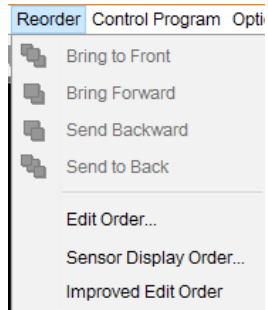 Reorder Control Program Opti
Bring to Front
Bring Forward
Send Backward
Send to Back
Edit Order...
Sensor Display Order...
Improved Edit Order